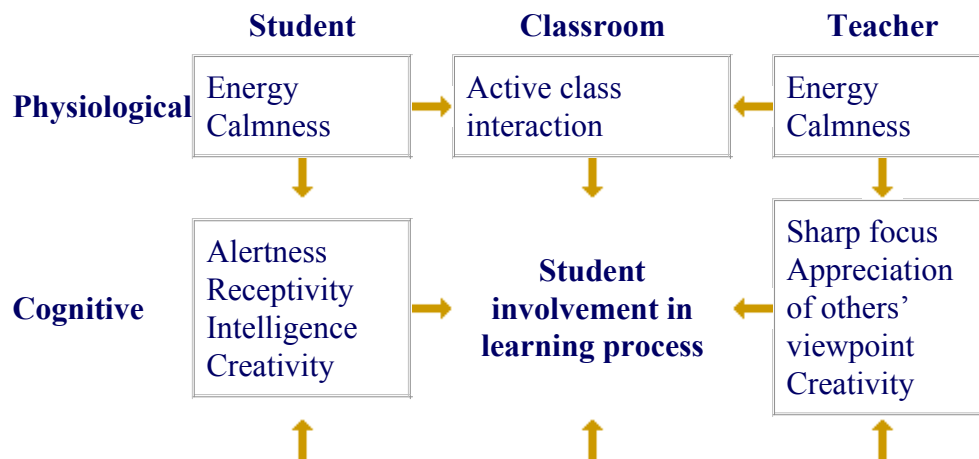 Student Classroom Teacher
Physiological
Energy
Calmness
Active class
interaction
Energy
Calmness
Cognitive
Alertness
Receptivity
Intelligence
Creativity
Student
involvement in
learning process
Sharp focus
Appreciation
of others’
viewpoint
Creativity